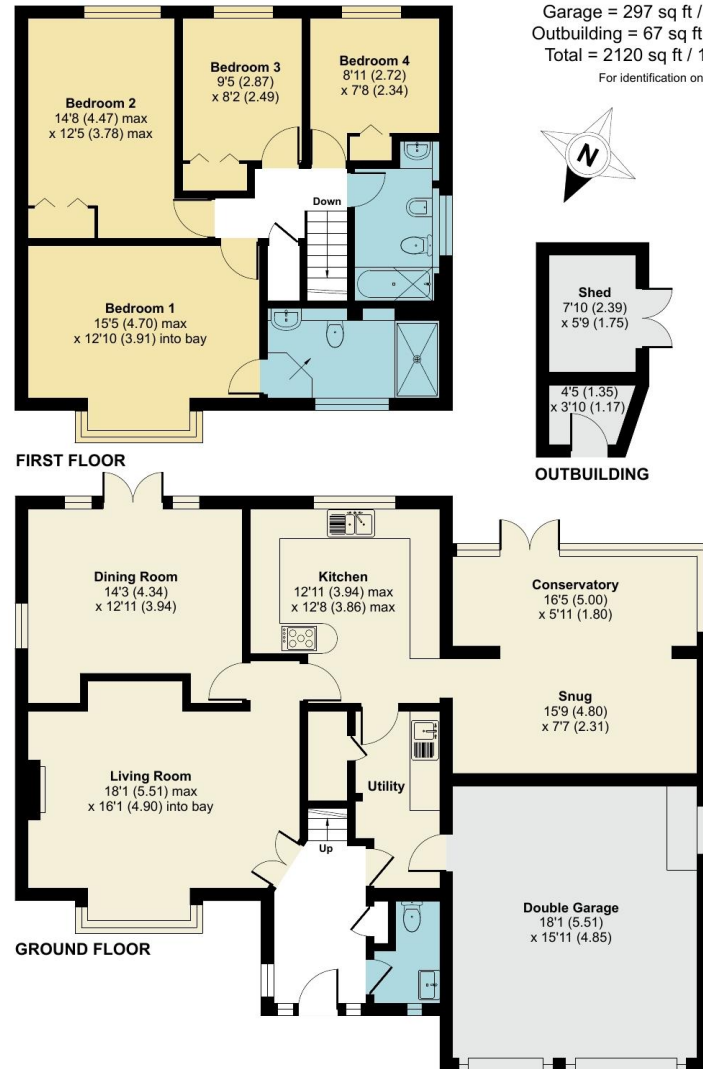 Garage = 297 sq ft /
Outbuilding = 67 sq ft
Total = 2120 sq ft / 1
For identification on
N
Bedroom 2
14'8 (4.47) max
x 12'5 (3.78) max
Bedroom 3
9'5 (2.87)
x 8'2 (2.49)
Bedroom 4
8'11 (2.72)
x 7'8 (2.34)
Down
Bedroom 1
15'5 (4.70) max
x 12'10 (3.91) into bay
FIRST FLOOR
Shed
7'10 (2.39)
x 5'9 (1.75)
4'5 (1.35)
x 3'10 (1.17)
OUTBUILDING
Dining Room
14'3 (4.34)
x 12'11 (3.94)
Kitchen
12'11 (3.94) max
x 12'8 (3.86) max
Conservatory
16'5 (5.00)
x 5'11 (1.80)
Snug
15'9 (4.80)
x 7'7 (2.31)
Living Room
18'1 (5.51) max
x 16'1 (4.90) into bay
Utility
Up
Double Garage
18'1 (5.51)
x 15'11 (4.85)
GROUND FLOOR